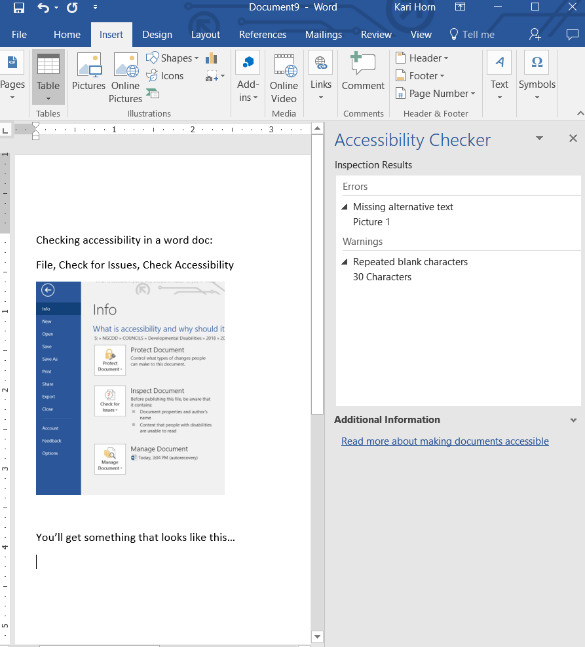 Document9 - Word
Kari Horn
File Home Insert Design Layout References Mailings Review View Tell me
Pages
Table
Tables
Pictures
Online Pictures
Shapes
Icons
Illustrations
Add-ins
Online Video
Media
Links
Comment
Comments
Header
Footer
Page Number
Header & Footer
Text
Symbols
1 2 3
Accessibility Checker
Inspection Results
Errors
Missing alternative text
Picture 1
Warnings
Repeated blank characters
30 Characters
Additional Information
Read more about making documents accessible
Checking accessibility in a word doc:
File, Check for Issues, Check Accessibility
Info
New
Open
Save
Save As
Print
Share
Export
Close
Account
Feedback
Options
Info
What is accessibility and why should it
Protect Document
Protect Document
Control what types of changes people
can make to this document.
Check for Issues
Inspect Document
Before publishing this file, be aware that
it contains:
Document properties and author's
name
Content that people with disabilities
are unable to read
Manage Document
Manage Document
Today, 3:05 PM (autorecovery)
You'll get something that looks like this...